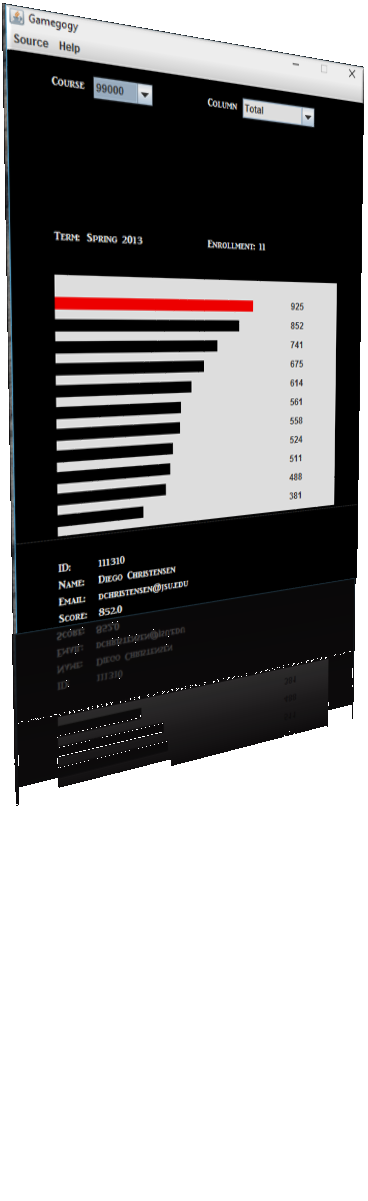 Gamegogy
Source Help
Course 99000 Column Total
Term: Spring 2013 Enrollment: 11
925
852
741
675
614
561
558
524
511
488
381
ID: 111310
Name: Diego Christensen
Email: dchristensen@jsu.edu
Score: 852.0